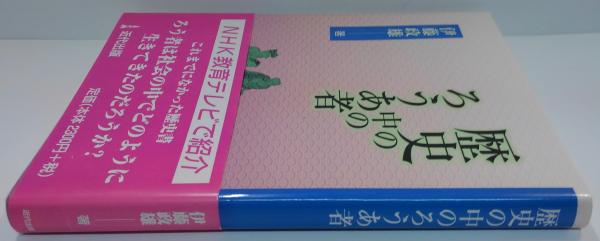 歴史の
中の
ろうあ者
伊藤政雄 著
NHK教育テレビで紹介
これまでになかった歴史書
ろう者は社会の中でどのように
生きてきたのだろうか?
近代出版
定価(本体2300円+税)
歴史の中のろうあ者
伊藤政雄 著
近代出版